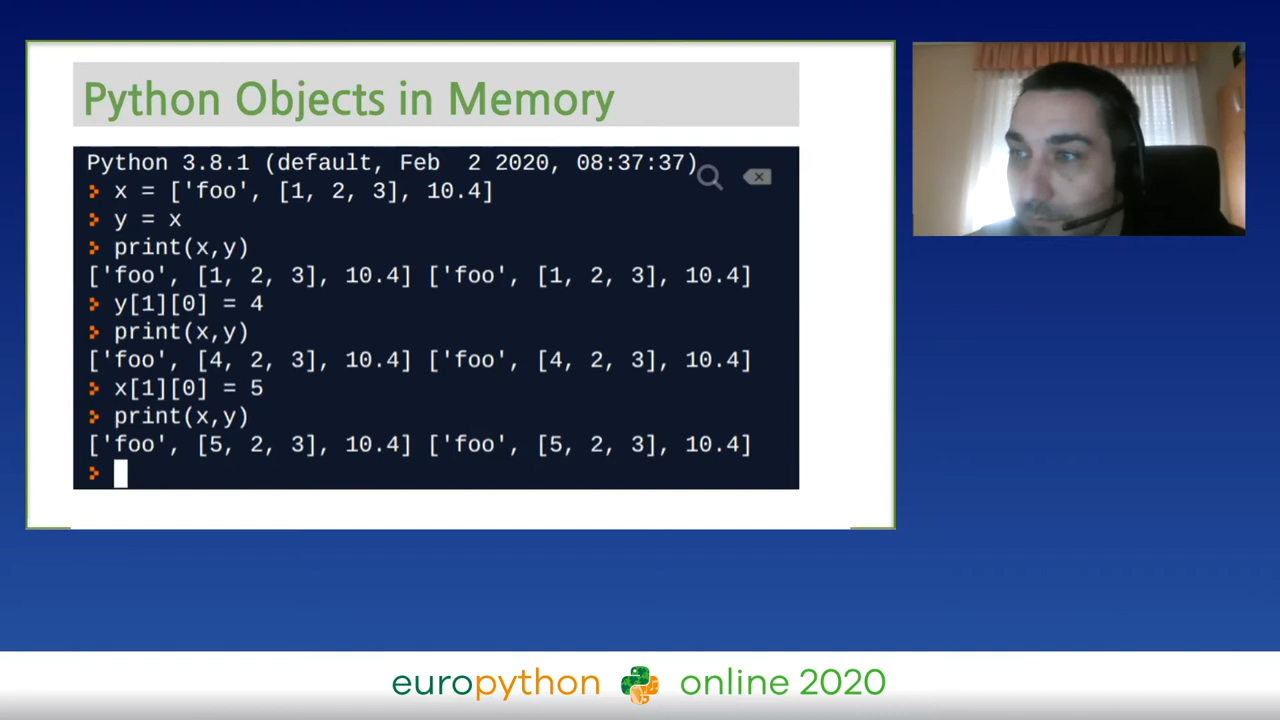 Python Objects in Memory
Python 3.8.1 (default, Feb  2 2020, 08:37:37)
> x = ['foo', [1, 2, 3], 10.4]
> y = x
> print(x,y)
['foo', [1, 2, 3], 10.4] ['foo', [1, 2, 3], 10.4]
> y[1][0] = 4
> print(x,y)
['foo', [4, 2, 3], 10.4] ['foo', [4, 2, 3], 10.4]
> x[1][0] = 5
> print(x,y)
['foo', [5, 2, 3], 10.4] ['foo', [5, 2, 3], 10.4]
>
europython online 2020